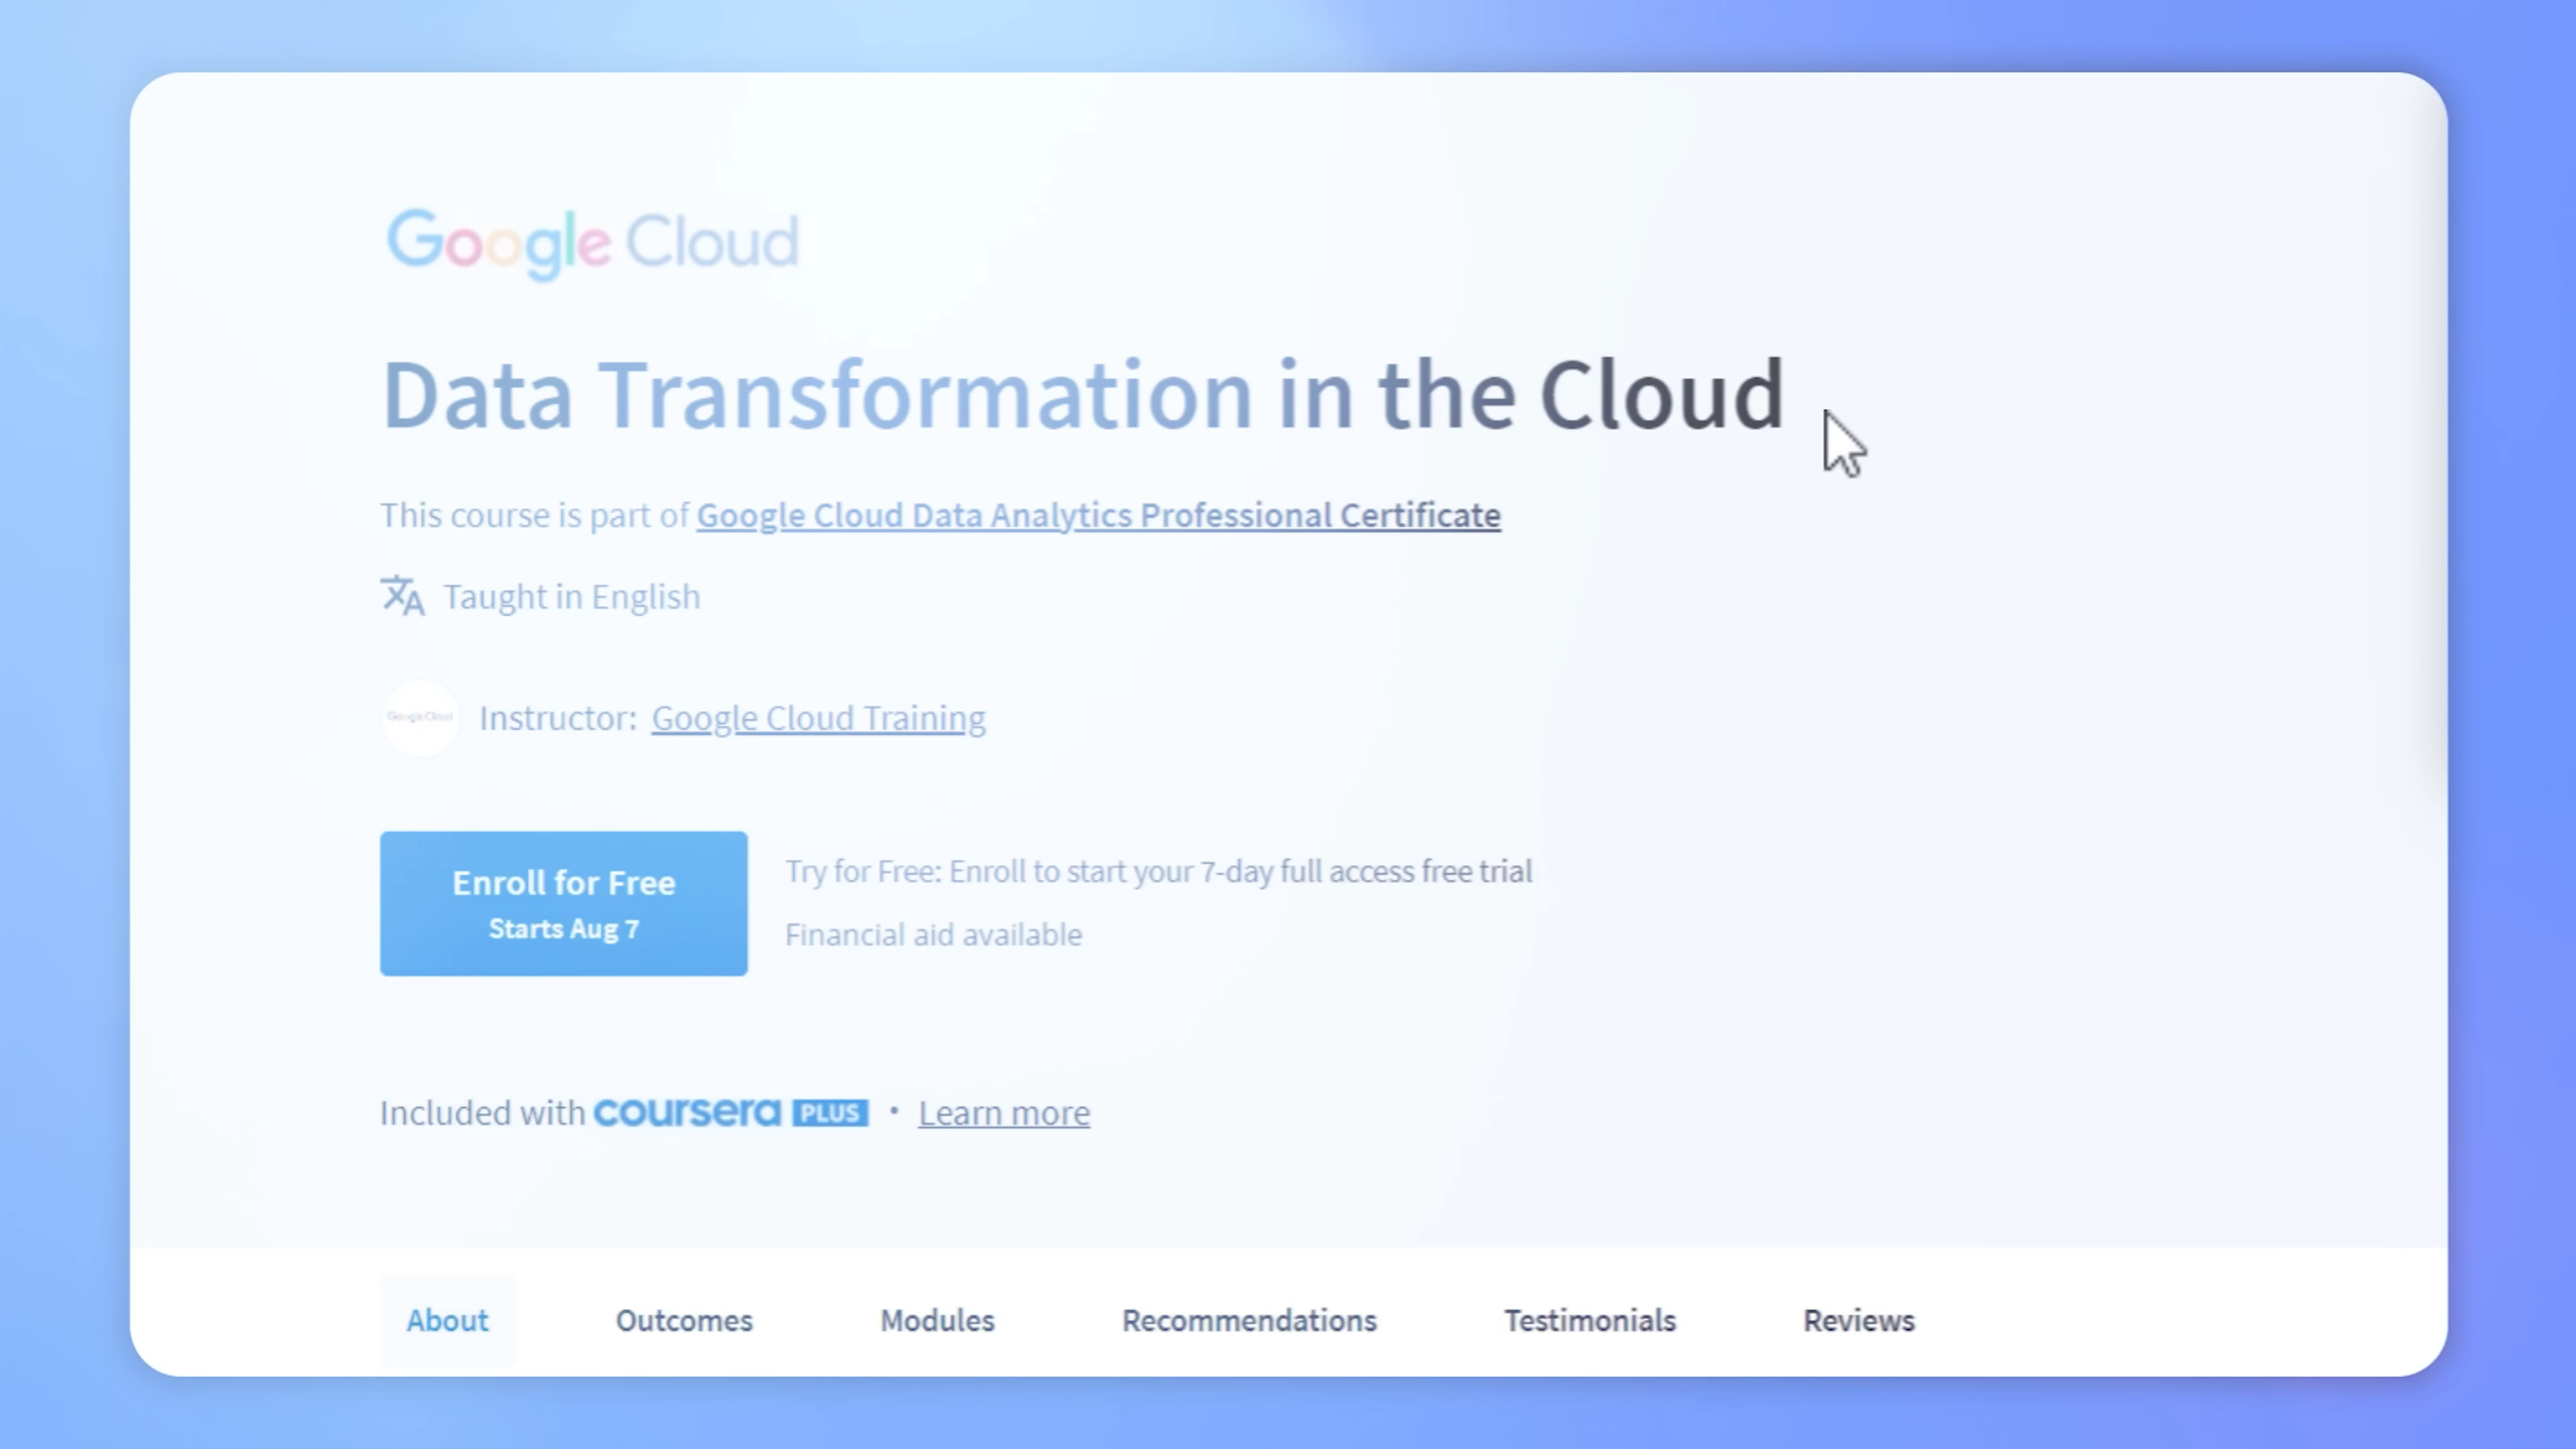 Google Cloud
Data Transformation in the Cloud
This course is part of Google Cloud Data Analytics Professional Certificate
Taught in English
Google Cloud
Instructor: Google Cloud Training
Enroll for Free
Starts Aug 7
Try for Free: Enroll to start your 7-day full access free trial
Financial aid available
Included with coursera PLUS • Learn more
About Outcomes Modules Recommendations Testimonials Reviews